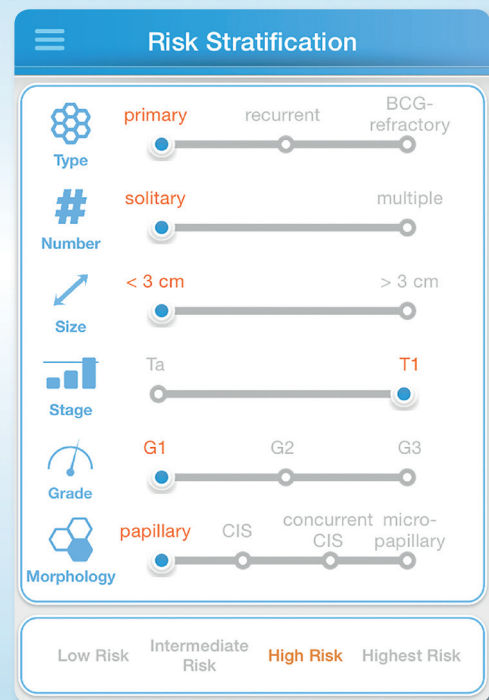 Risk Stratification
primary
recurrent
BCG-
refractory
Type
solitary
multiple
#
Number
< 3 cm
> 3 cm
Size
Ta
T1
Stage
G1
G2
G3
Grade
papillary
CIS
concurrent
CIS
micro-
papillary
Morphology
Low Risk
Intermediate
Risk
High Risk
Highest Risk